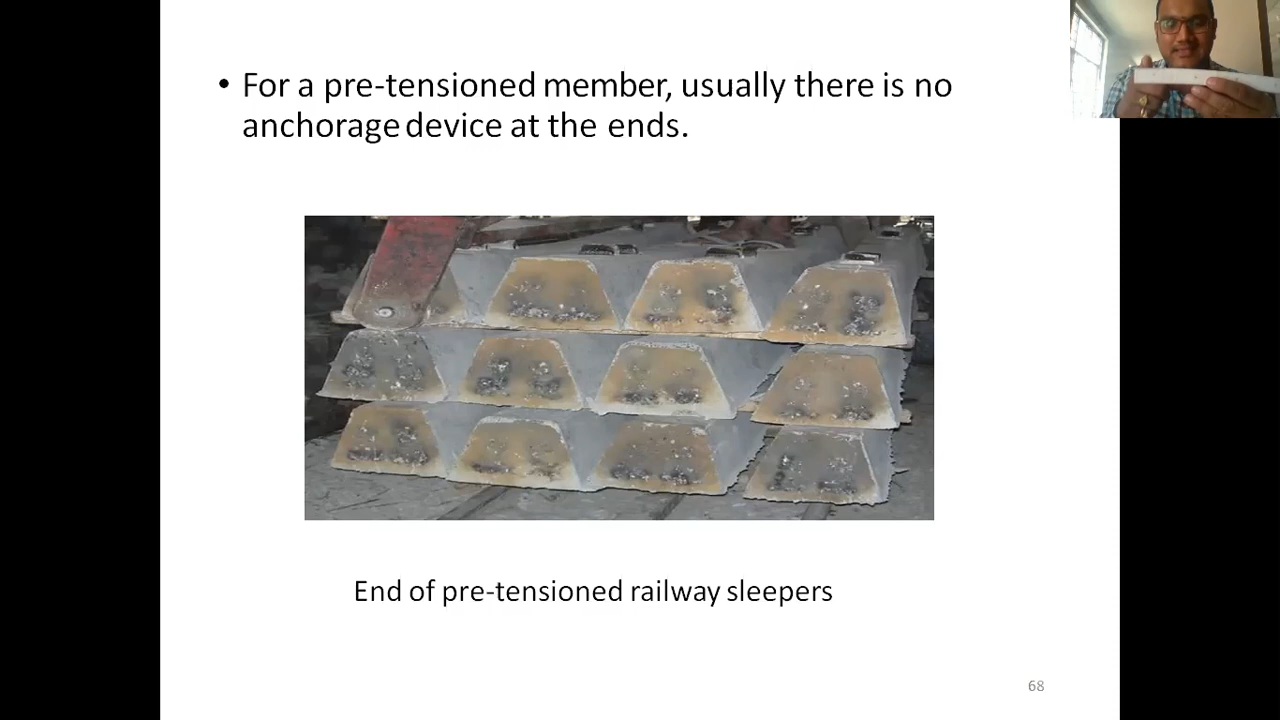 • For a pre-tensioned member, usually there is no
anchorage device at the ends.
End of pre-tensioned railway sleepers
68